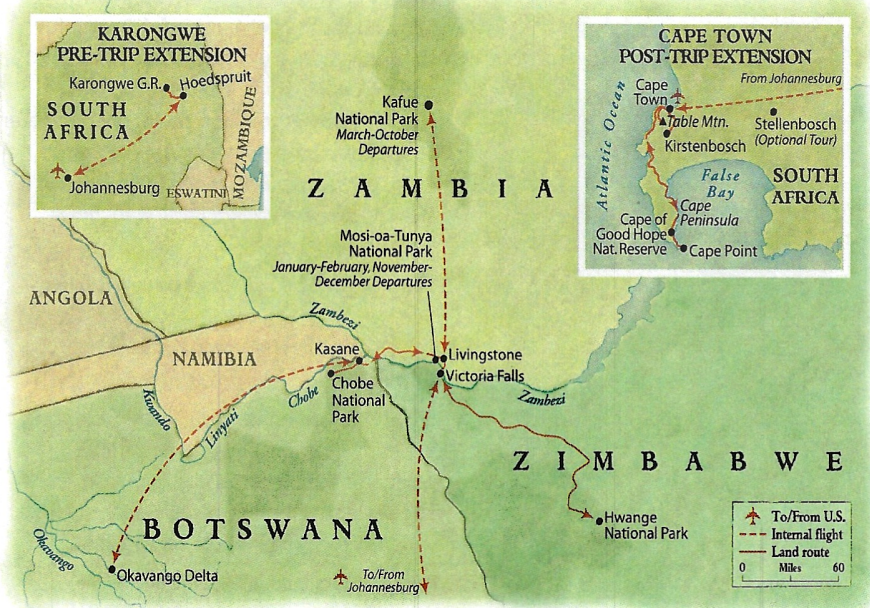 KARONGWE
PRE-TRIP EXTENSION
Karongwe G.R.
Hoedspruit
SOUTH
AFRICA
MOZAMBIQUE
Johannesburg
ESWATINI
CAPE TOWN
POST-TRIP EXTENSION
From Johannesburg
Cape
Town
Atlantic Ocean
Table Mtn.
Kirstenbosch
Stellenbosch
(Optional Tour)
False
Bay
SOUTH
AFRICA
Cape
Peninsula
Cape of
Good Hope
Nat. Reserve
Cape Point
Kafue
National Park
March-October
Departures
ZAMBIA
Mosi-oa-Tunya
National Park
January-February, November-
December Departures
ANGOLA
Zambezi
NAMIBIA
Kasane
Livingstone
Victoria Falls
Chobe
National
Park
Chobe
Zambezi
Kwando
Linyati
ZIMBABWE
BOTSWANA
Hwange
National Park
Okavango
Okavango Delta
To/From
Johannesburg
To/From U.S.
Internal flight
Land route
0 Miles 60